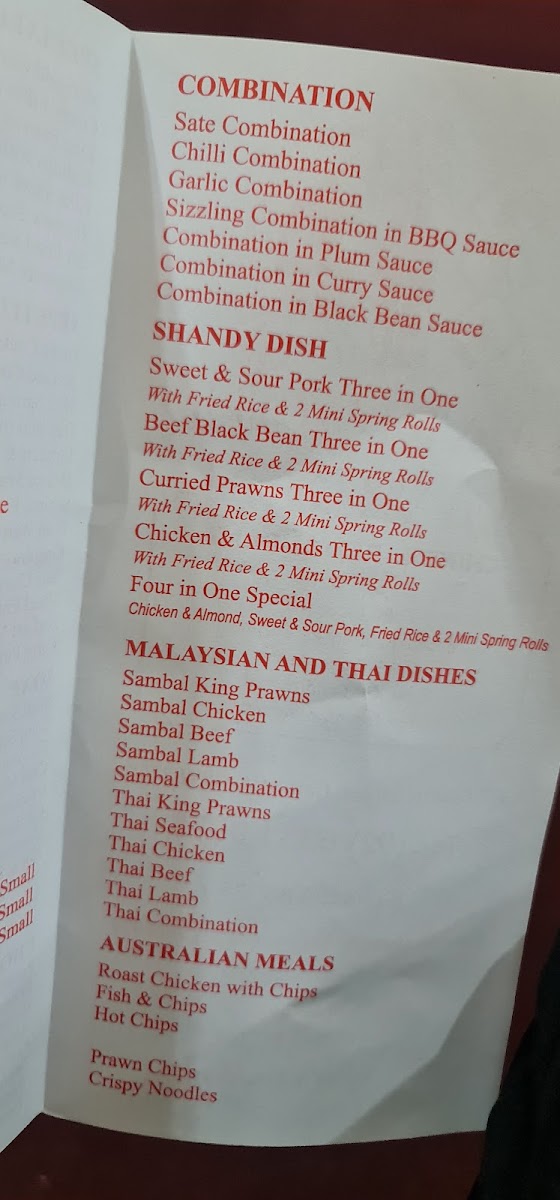 COMBINATION
Sate Combination
Chilli Combination
Garlic Combination
Sizzling Combination in BBQ Sauce
Combination in Plum Sauce
Combination in Curry Sauce
Combination in Black Bean Sauce
SHANDY DISH
Sweet & Sour Pork Three in One
With Fried Rice & 2 Mini Spring Rolls
Beef Black Bean Three in One
With Fried Rice & 2 Mini Spring Rolls
Curried Prawns Three in One
With Fried Rice & 2 Mini Spring Rolls
Chicken & Almonds Three in One
With Fried Rice & 2 Mini Spring Rolls
Four in One Special
Chicken & Almond, Sweet & Sour Pork, Fried Rice & 2 Mini Spring Rolls
MALAYSIAN AND THAI DISHES
Sambal King Prawns
Sambal Chicken
Sambal Beef
Sambal Lamb
Sambal Combination
Thai King Prawns
Thai Seafood
Thai Chicken
Thai Beef
Thai Lamb
Thai Combination
AUSTRALIAN MEALS
Roast Chicken with Chips
Fish & Chips
Hot Chips
Prawn Chips
Crispy Noodles
Small
Small
Small